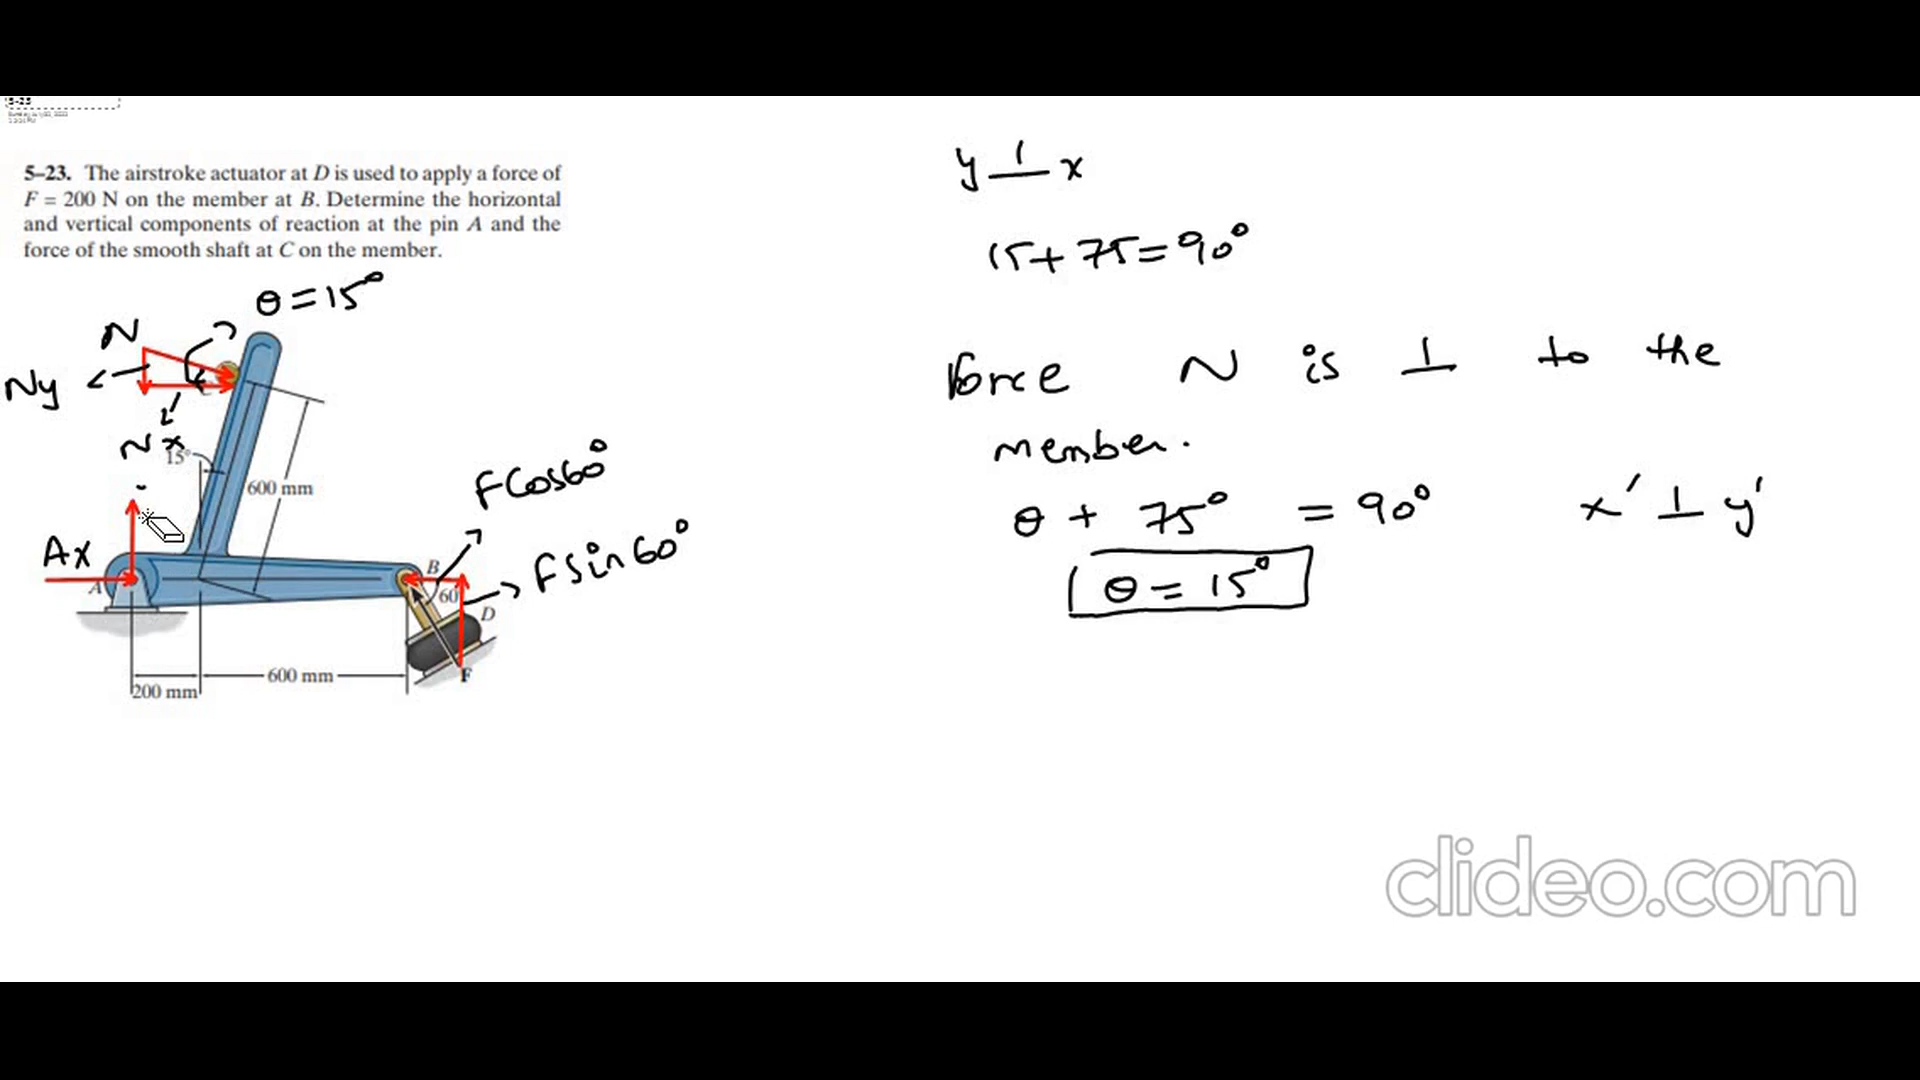 5-23
5–23. The airstroke actuator at D is used to apply a force of
F = 200 N on the member at B. Determine the horizontal
and vertical components of reaction at the pin A and the
force of the smooth shaft at C on the member.
θ = 15°
N
Ny
Nx
15°
600 mm
Ax
A
B
60
D
F
FCos60°
FSin60°
200 mm
600 mm
y ⊥ x
15 + 75 = 90°
Force N is ⊥ to the
member.
θ + 75° = 90° x' ⊥ y'
θ = 15°
clideo.com